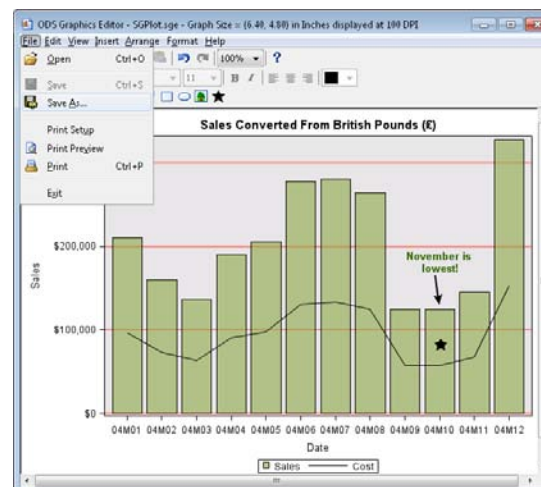 ODS Graphics Editor - SGPlot.sge - Graph Size = (6.40, 4.80) in Inches displayed at 100 DPI
File Edit View Insert Arrange Format Help
Open Ctrl+O
100%
?
Save Ctrl+S
11
B I
Save As...
Print Setup
Print Preview
Print Ctrl+P
Exit
Sales Converted From British Pounds (£)
Sales
$200,000
$100,000
$0
November is
lowest!
04M01 04M02 04M03 04M04 04M05 04M06 04M07 04M08 04M09 04M10 04M11 04M12
Date
Sales Cost